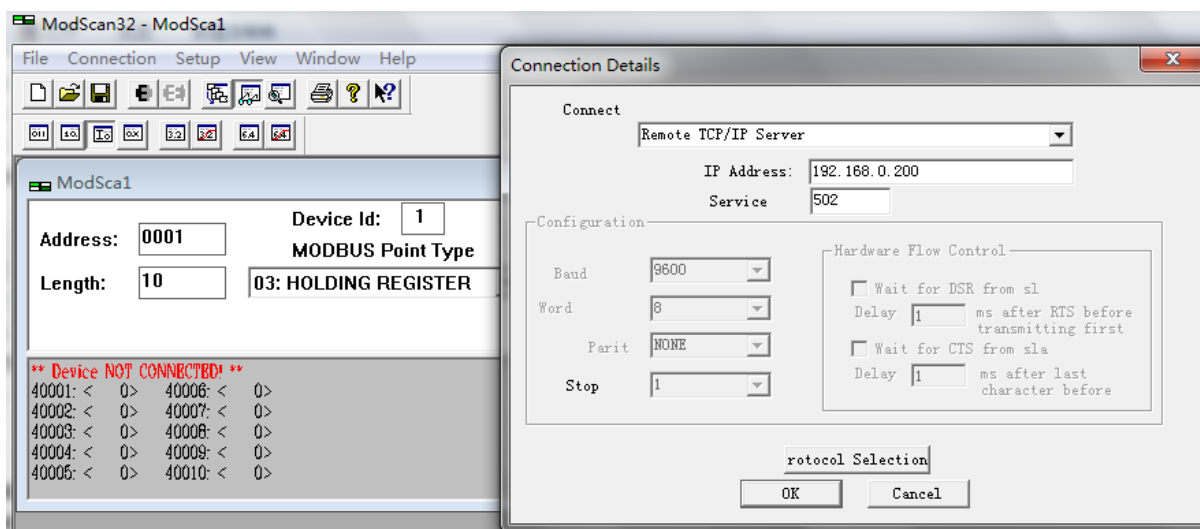 ModScan32 - ModSca1
File Connection Setup View Window Help
ModSca1
Device Id: 1
Address: 0001
MODBUS Point Type
Length: 10
03: HOLDING REGISTER
** Device NOT CONNECTED! **
40001: < 0> 40006: < 0>
40002: < 0> 40007: < 0>
40003: < 0> 40008: < 0>
40004: < 0> 40009: < 0>
40005: < 0> 40010: < 0>
Connection Details
Connect
Remote TCP/IP Server
IP Address: 192.168.0.200
Service 502
Configuration
Baud 9600
Word 8
Parit NONE
Stop 1
Hardware Flow Control
Wait for DSR from sl
Delay 1 ms after RTS before
transmitting first
Wait for CTS from sla
Delay 1 ms after last
character before
rotocol Selection
OK Cancel